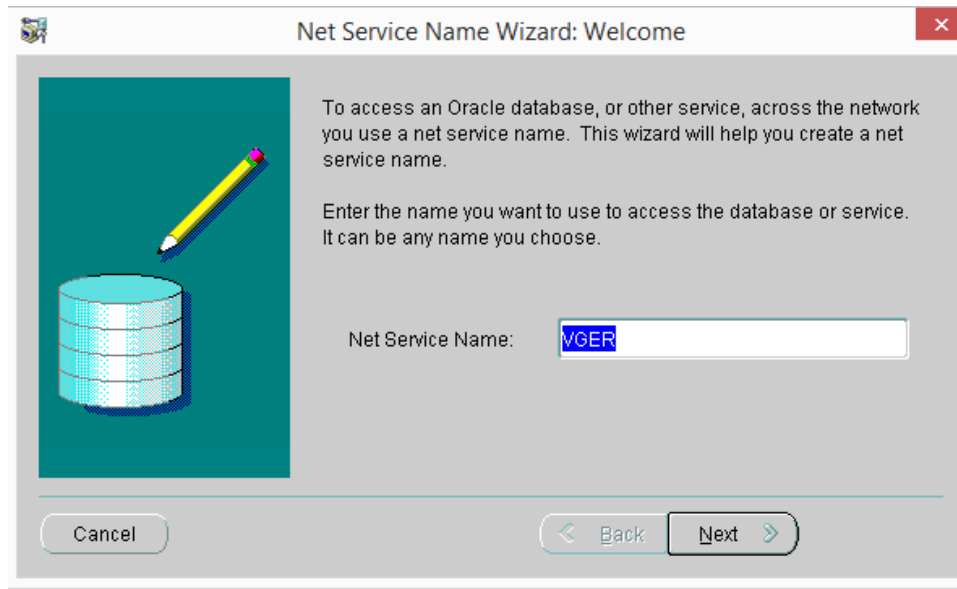 Net Service Name Wizard: Welcome
To access an Oracle database, or other service, across the network
you use a net service name. This wizard will help you create a net
service name.
Enter the name you want to use to access the database or service.
It can be any name you choose.
Net Service Name: VGER
Cancel Back Next